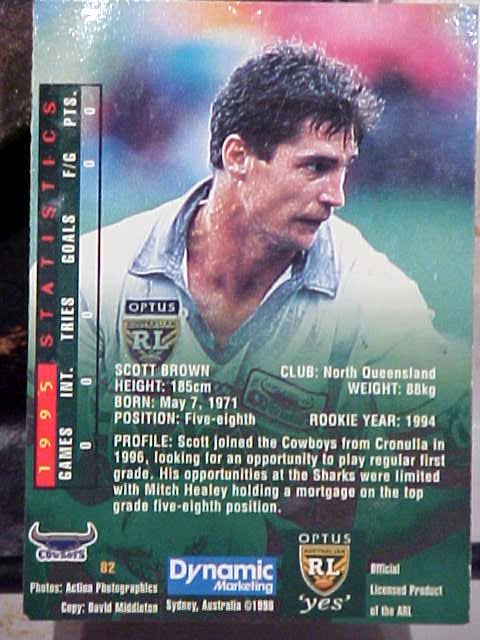 1995 STATISTICS
GAMES INT. TRIES GOALS F/G PTS.
0 0 0 0 0
OPTUS
AUSTRALIAN
RL
SCOTT BROWN CLUB: North Queensland
HEIGHT: 185cm WEIGHT: 88kg
BORN: May 7, 1971
POSITION: Five-eighth ROOKIE YEAR: 1994
PROFILE: Scott joined the Cowboys from Cronulla in
1996, looking for an opportunity to play regular first
grade. His opportunities at the Sharks were limited
with Mitch Healey holding a mortgage on the top
grade five-eighth position.
COWBOYS
82
Photos: Action Photographics
Copy: David Middleton
Dynamic
Marketing
Sydney, Australia ©1996
OPTUS
AUSTRALIAN
RL
'yes'
Official
Licensed Product
of the ARL